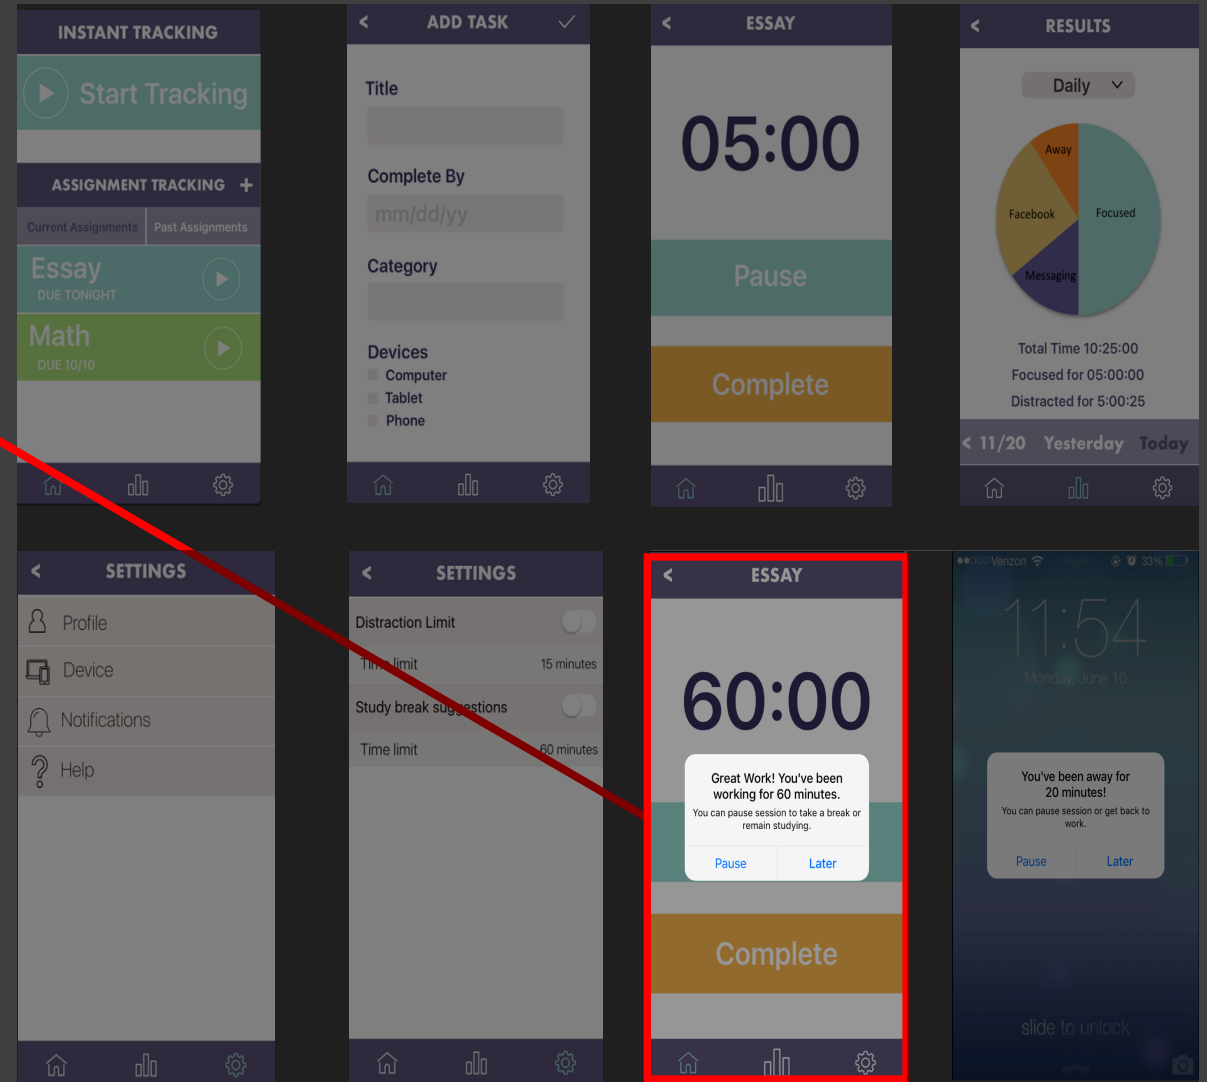 INSTANT TRACKING
Start Tracking
ASSIGNMENT TRACKING +
Current Assignments Past Assignments
Essay
DUE TONIGHT
Math
DUE 10/10
< ADD TASK
Title
Complete By
mm/dd/yy
Category
Devices
Computer
Tablet
Phone
< ESSAY
05:00
Pause
Complete
< RESULTS
Daily
Away
Facebook
Focused
Messaging
Total Time 10:25:00
Focused for 05:00:00
Distracted for 5:00:25
< 11/20 Yesterday Today
< SETTINGS
Profile
Device
Notifications
Help
< SETTINGS
Distraction Limit
Time limit 15 minutes
Study break suggestions
Time limit 60 minutes
< ESSAY
60:00
Great Work! You've been
working for 60 minutes.
You can pause session to take a break or
remain studying.
Pause Later
Complete
Verizon 33%
11:54
Monday, June 10
You've been away for
20 minutes!
You can pause session or get back to
work.
Pause Later
slide to unlock